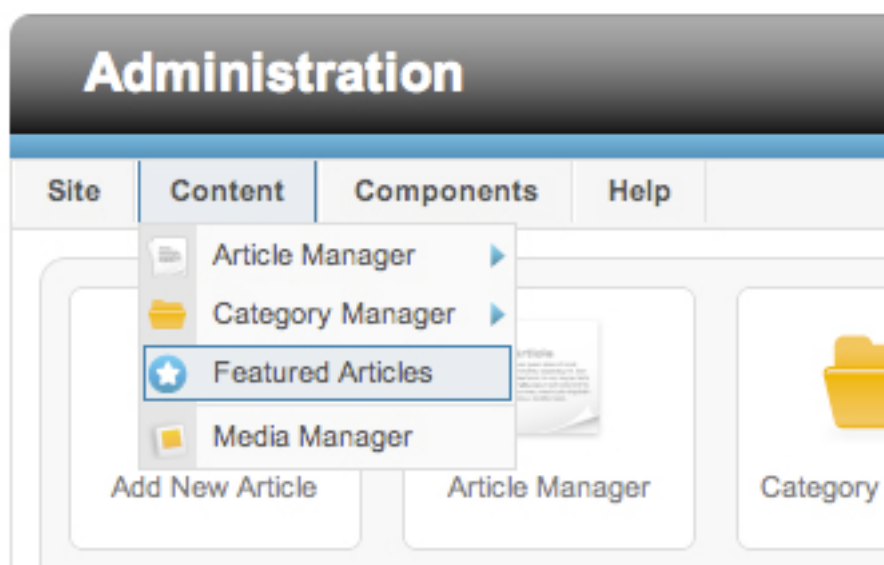 Administration
Site Content Components Help
Article Manager
Category Manager
Featured Articles
Media Manager
Add New Article Article Manager Category